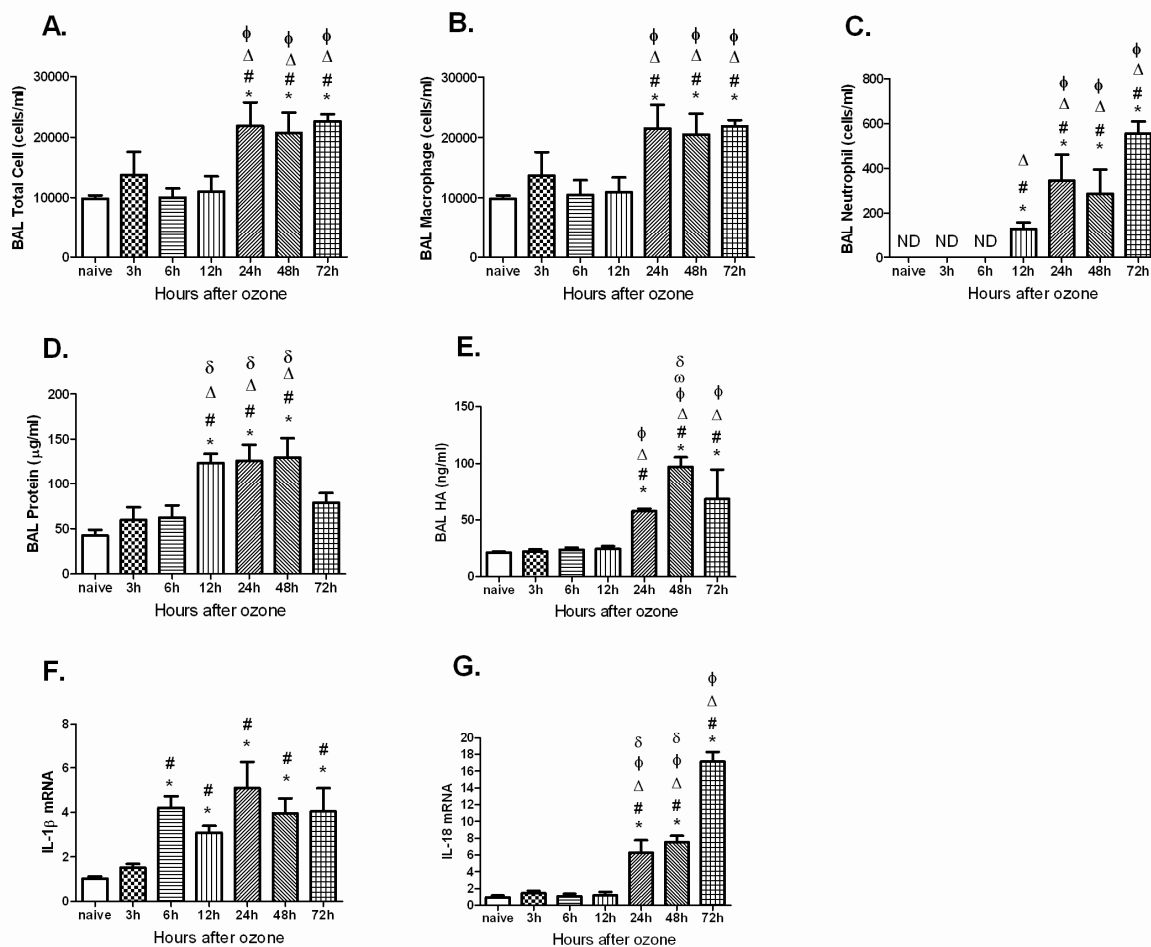 A.
BAL Total Cell (cells/ml)
ϕ ϕ ϕ
Δ Δ Δ
# # #
* * *
30000
20000
10000
0
naive 3h 6h 12h 24h 48h 72h
Hours after ozone
B.
BAL Macrophage (cells/ml)
ϕ ϕ ϕ
Δ Δ Δ
# # #
* * *
30000
20000
10000
0
naive 3h 6h 12h 24h 48h 72h
Hours after ozone
C.
BAL Neutrophil (cells/ml)
ϕ ϕ ϕ
Δ Δ Δ Δ
# # # #
* * * *
800
600
400
200
0
ND ND ND
naive 3h 6h 12h 24h 48h 72h
Hours after ozone
D.
BAL Protein (μg/ml)
δ δ δ
Δ Δ Δ
# # #
* * *
200
150
100
50
0
naive 3h 6h 12h 24h 48h 72h
Hours after ozone
E.
BAL HA (ng/ml)
δ
ω
ϕ ϕ ϕ
Δ Δ Δ
# # #
* * *
150
100
50
0
naive 3h 6h 12h 24h 48h 72h
Hours after ozone
F.
IL-1β mRNA
# # # # #
* * * * *
8
6
4
2
0
naive 3h 6h 12h 24h 48h 72h
Hours after ozone
G.
IL-18 mRNA
δ δ
ϕ ϕ ϕ
Δ Δ Δ
# # #
* * *
20
18
16
14
12
10
8
6
4
2
0
naive 3h 6h 12h 24h 48h 72h
Hours after ozone